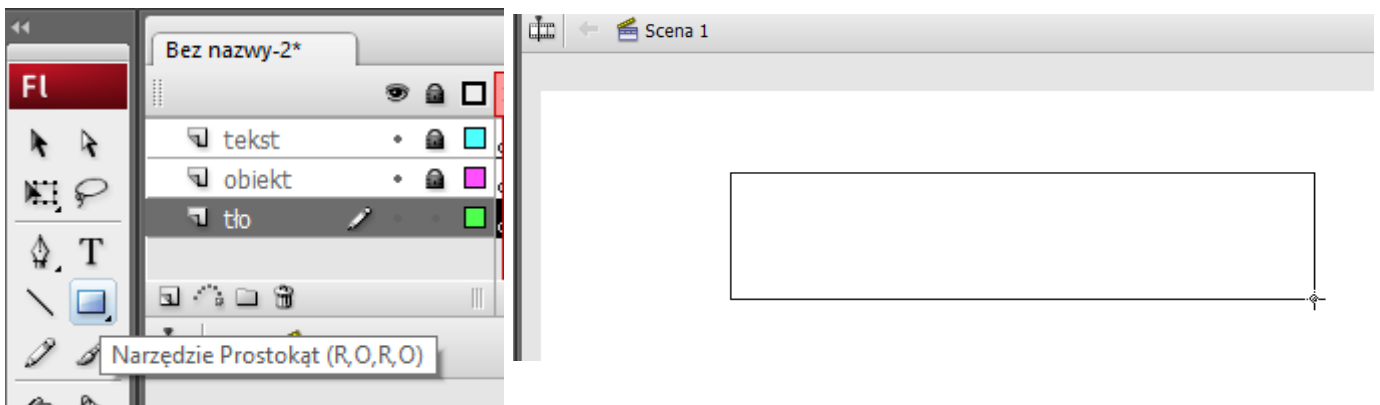 Bez nazwy-2*
Fl
tekst
obiekt
tło
T
Narzędzie Prostokąt (R,O,R,O)
Scena 1